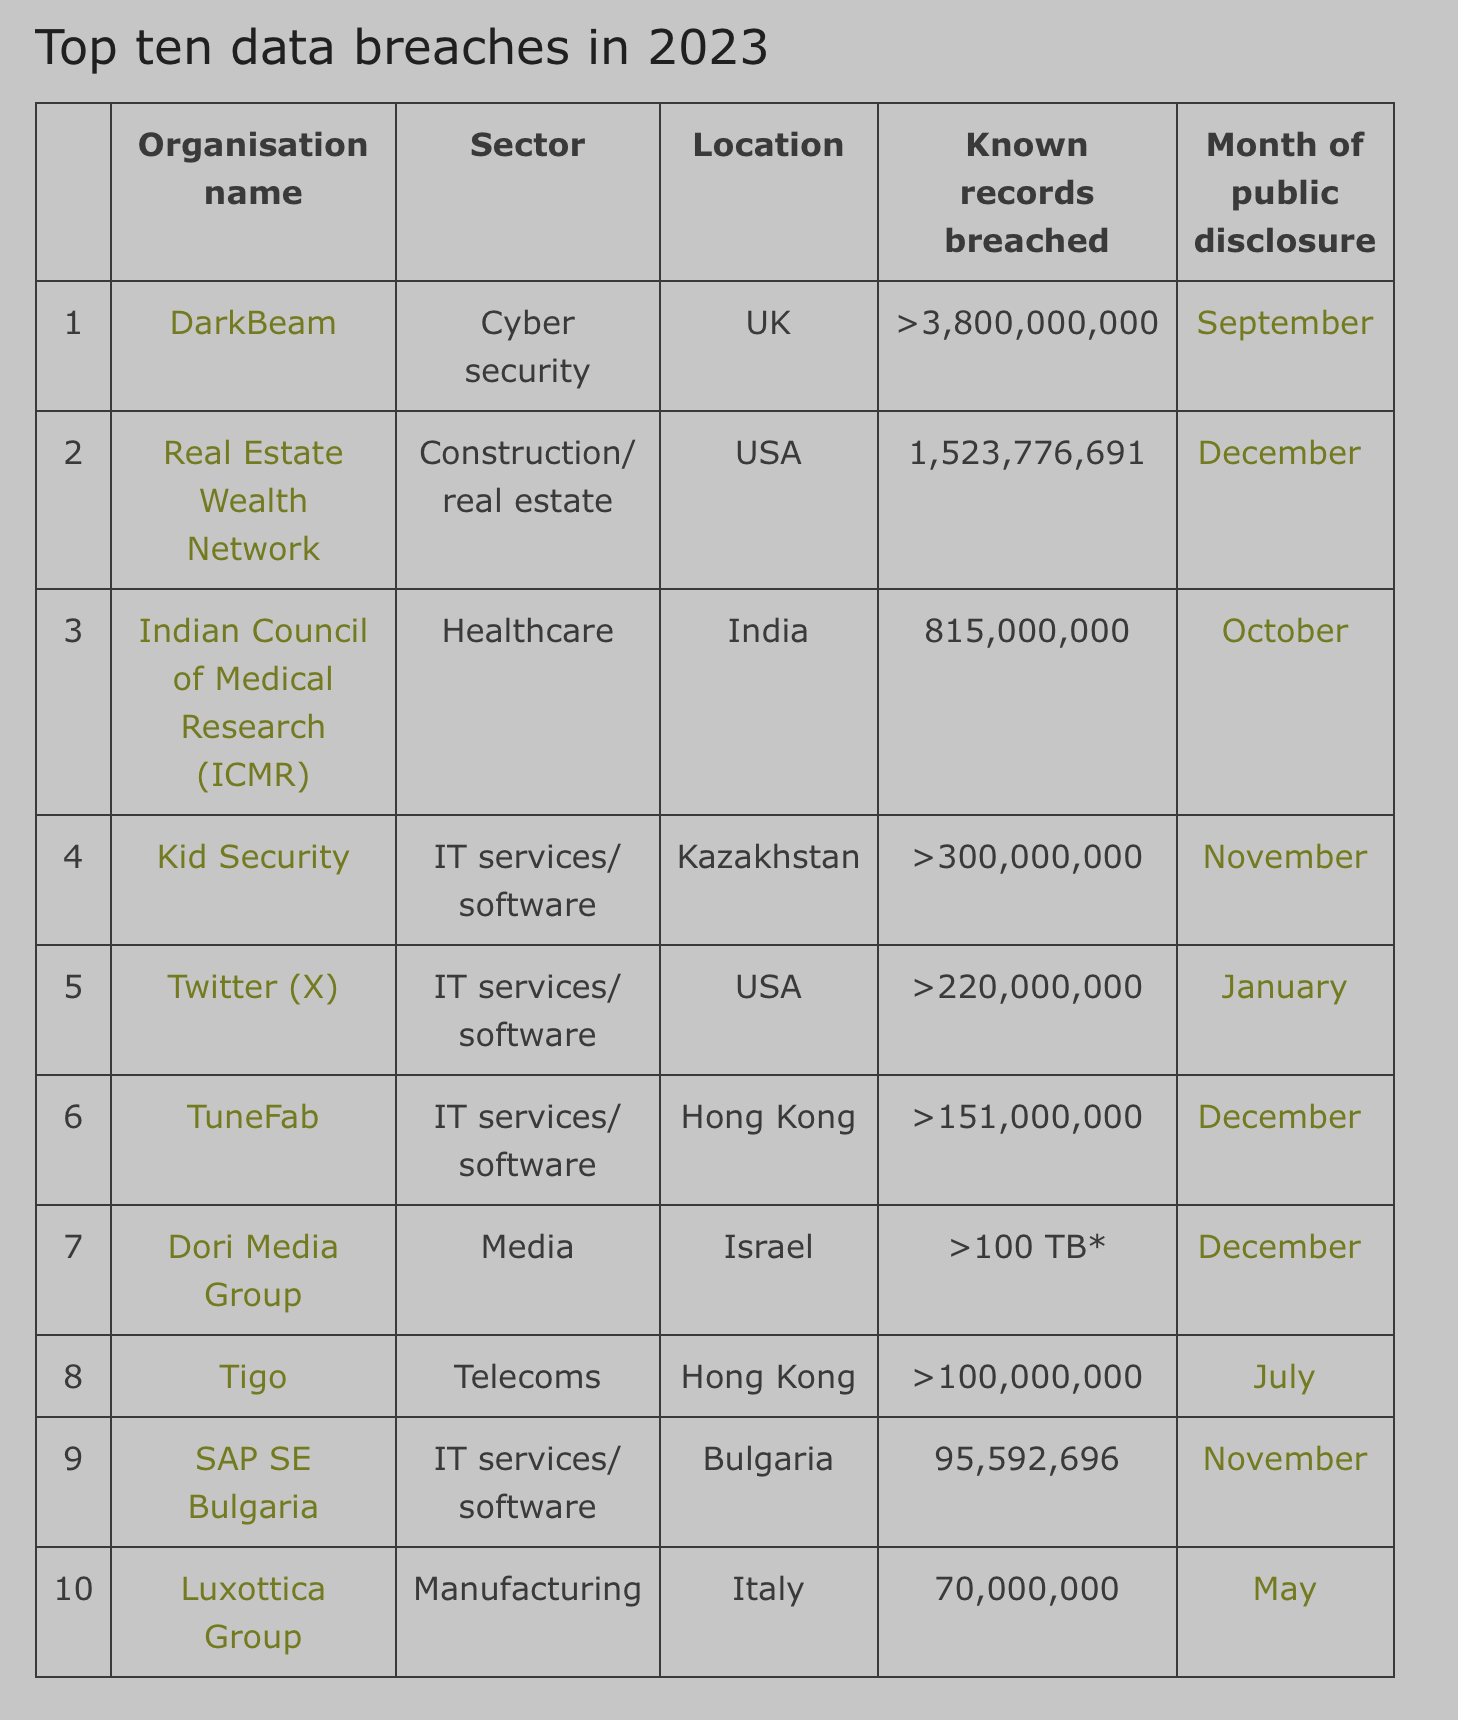 Top ten data breaches in 2023
Organisation name Sector Location Known records breached Month of public disclosure
1 DarkBeam Cyber security UK >3,800,000,000 September
2 Real Estate Wealth Network Construction/ real estate USA 1,523,776,691 December
3 Indian Council of Medical Research (ICMR) Healthcare India 815,000,000 October
4 Kid Security IT services/ software Kazakhstan >300,000,000 November
5 Twitter (X) IT services/ software USA >220,000,000 January
6 TuneFab IT services/ software Hong Kong >151,000,000 December
7 Dori Media Group Media Israel >100 TB* December
8 Tigo Telecoms Hong Kong >100,000,000 July
9 SAP SE Bulgaria IT services/ software Bulgaria 95,592,696 November
10 Luxottica Group Manufacturing Italy 70,000,000 May